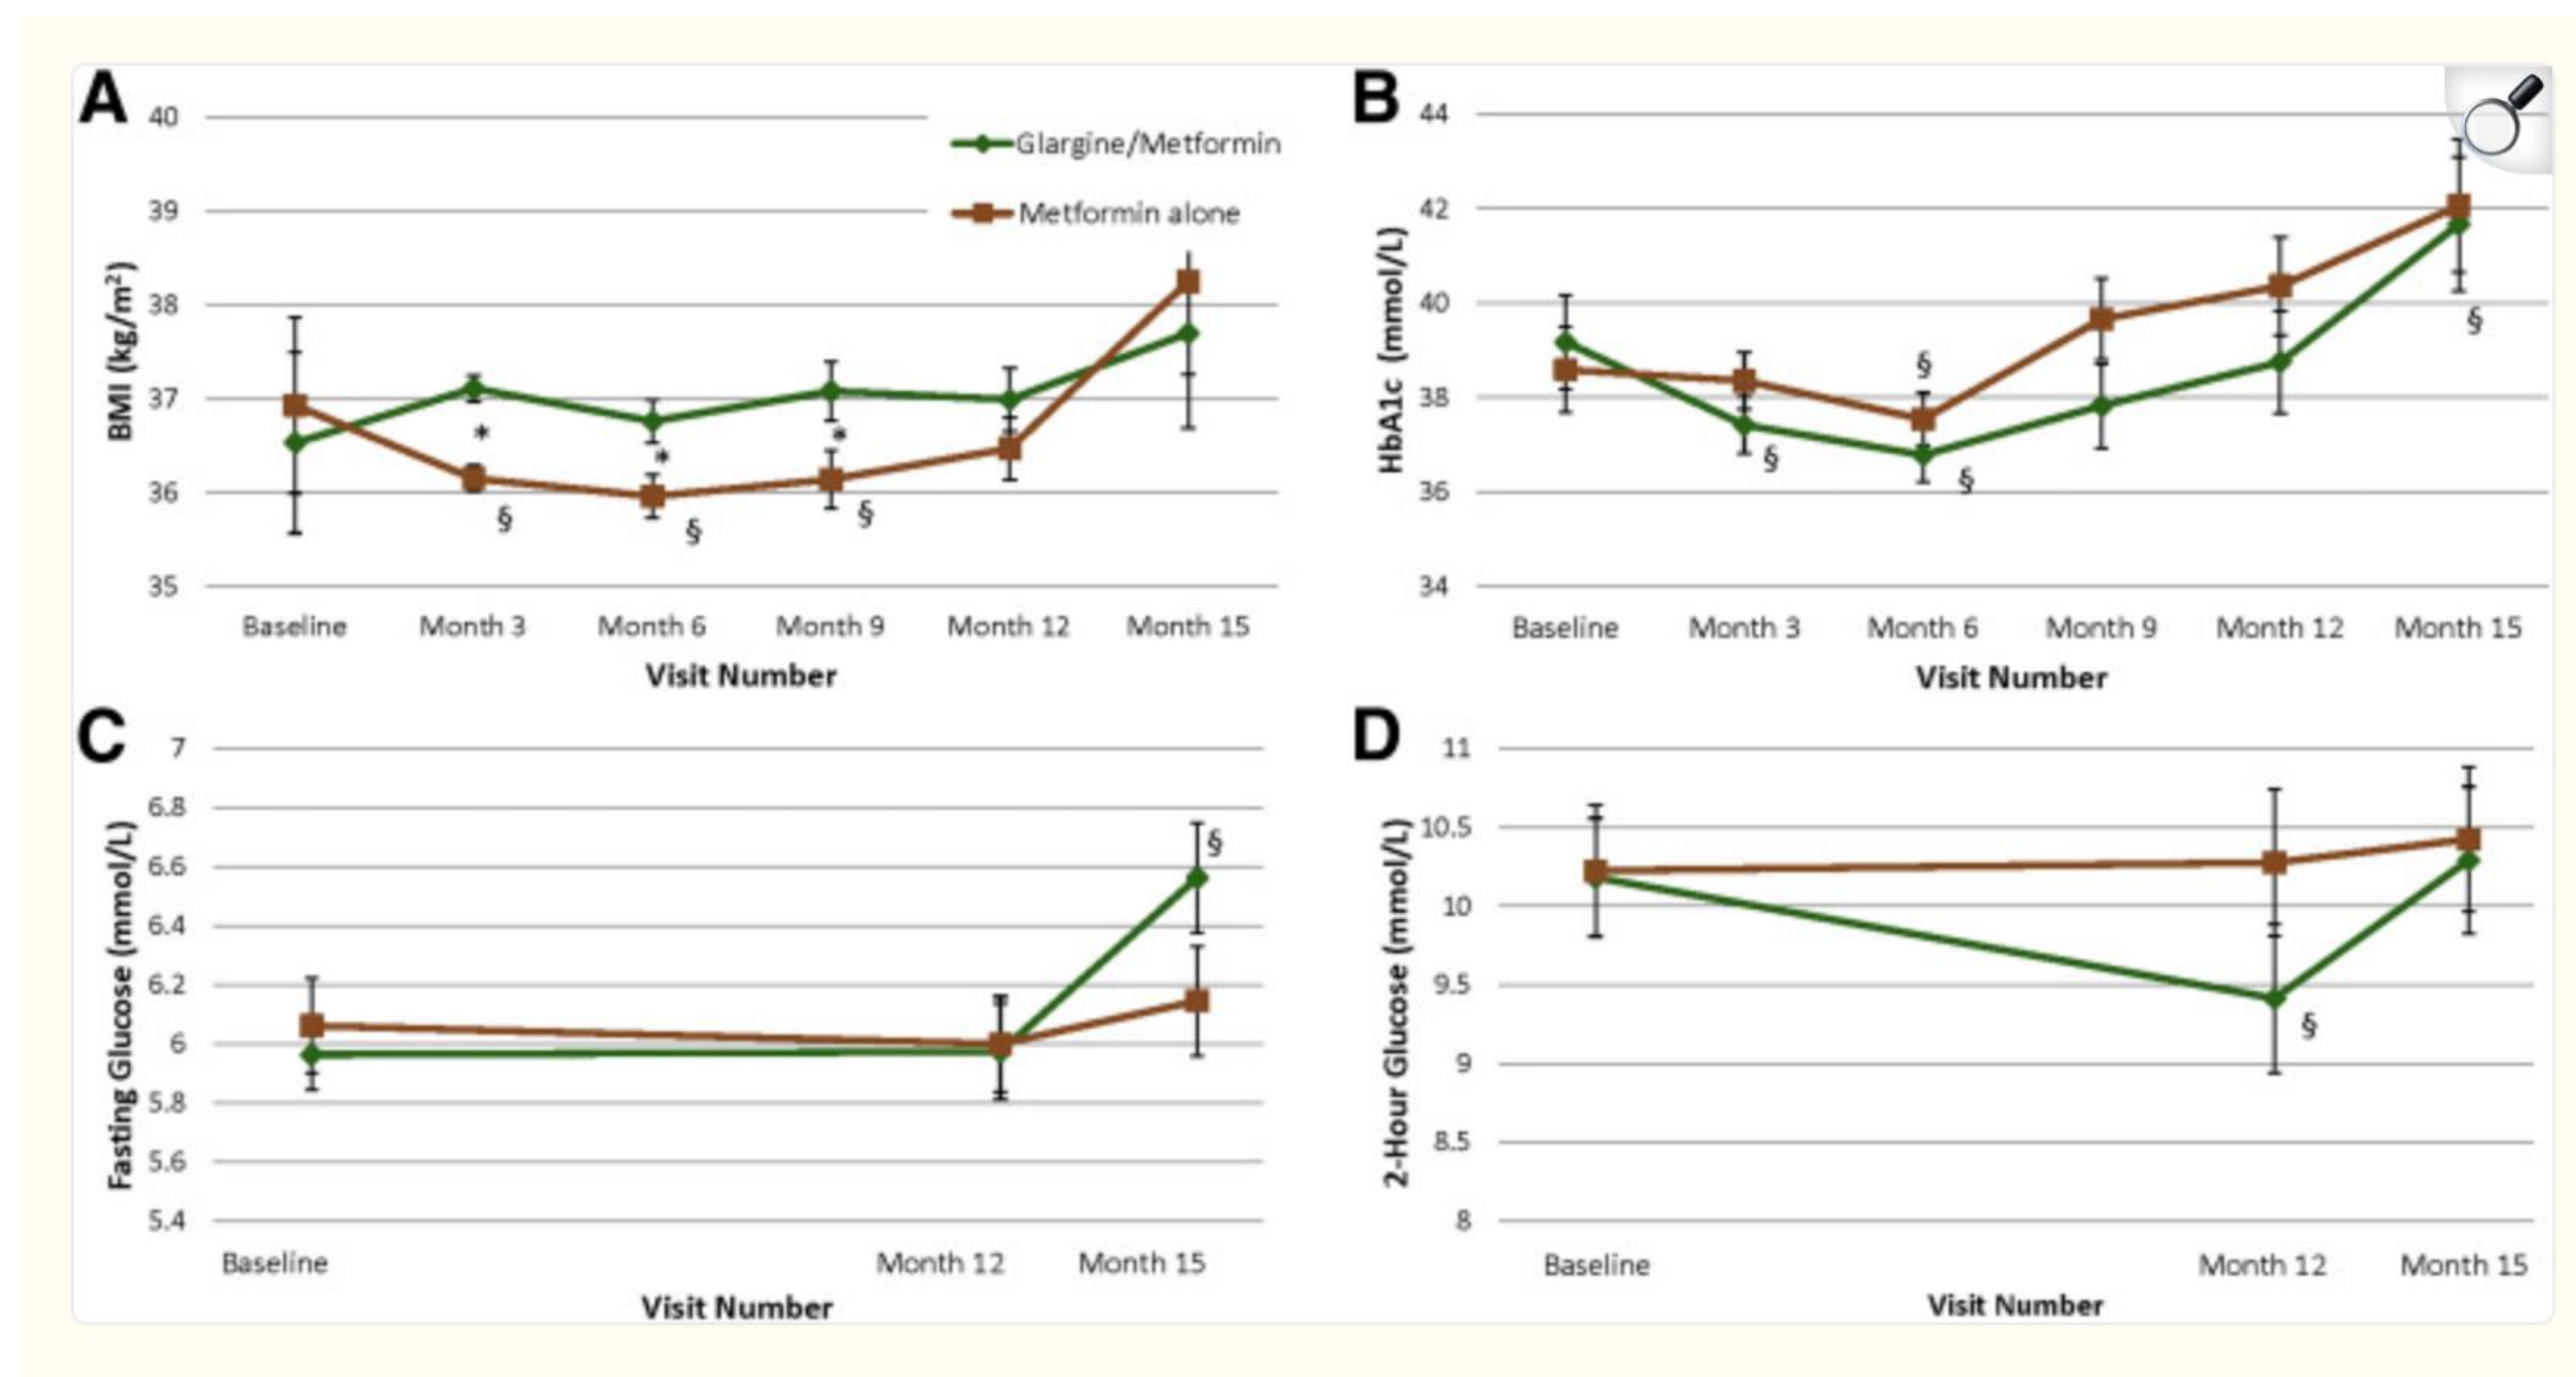 A
40
39
38
37
36
35
BMI (kg/m²)
Glargine/Metformin
Metformin alone
*
*
*
§
§
§
Baseline Month 3 Month 6 Month 9 Month 12 Month 15
Visit Number
B
44
42
40
38
36
34
HbA1c (mmol/L)
§
§
§
§
Baseline Month 3 Month 6 Month 9 Month 12 Month 15
Visit Number
C
7
6.8
6.6
6.4
6.2
6
5.8
5.6
5.4
Fasting Glucose (mmol/L)
§
Baseline Month 12 Month 15
Visit Number
D
11
10.5
10
9.5
9
8.5
8
2-Hour Glucose (mmol/L)
§
Baseline Month 12 Month 15
Visit Number